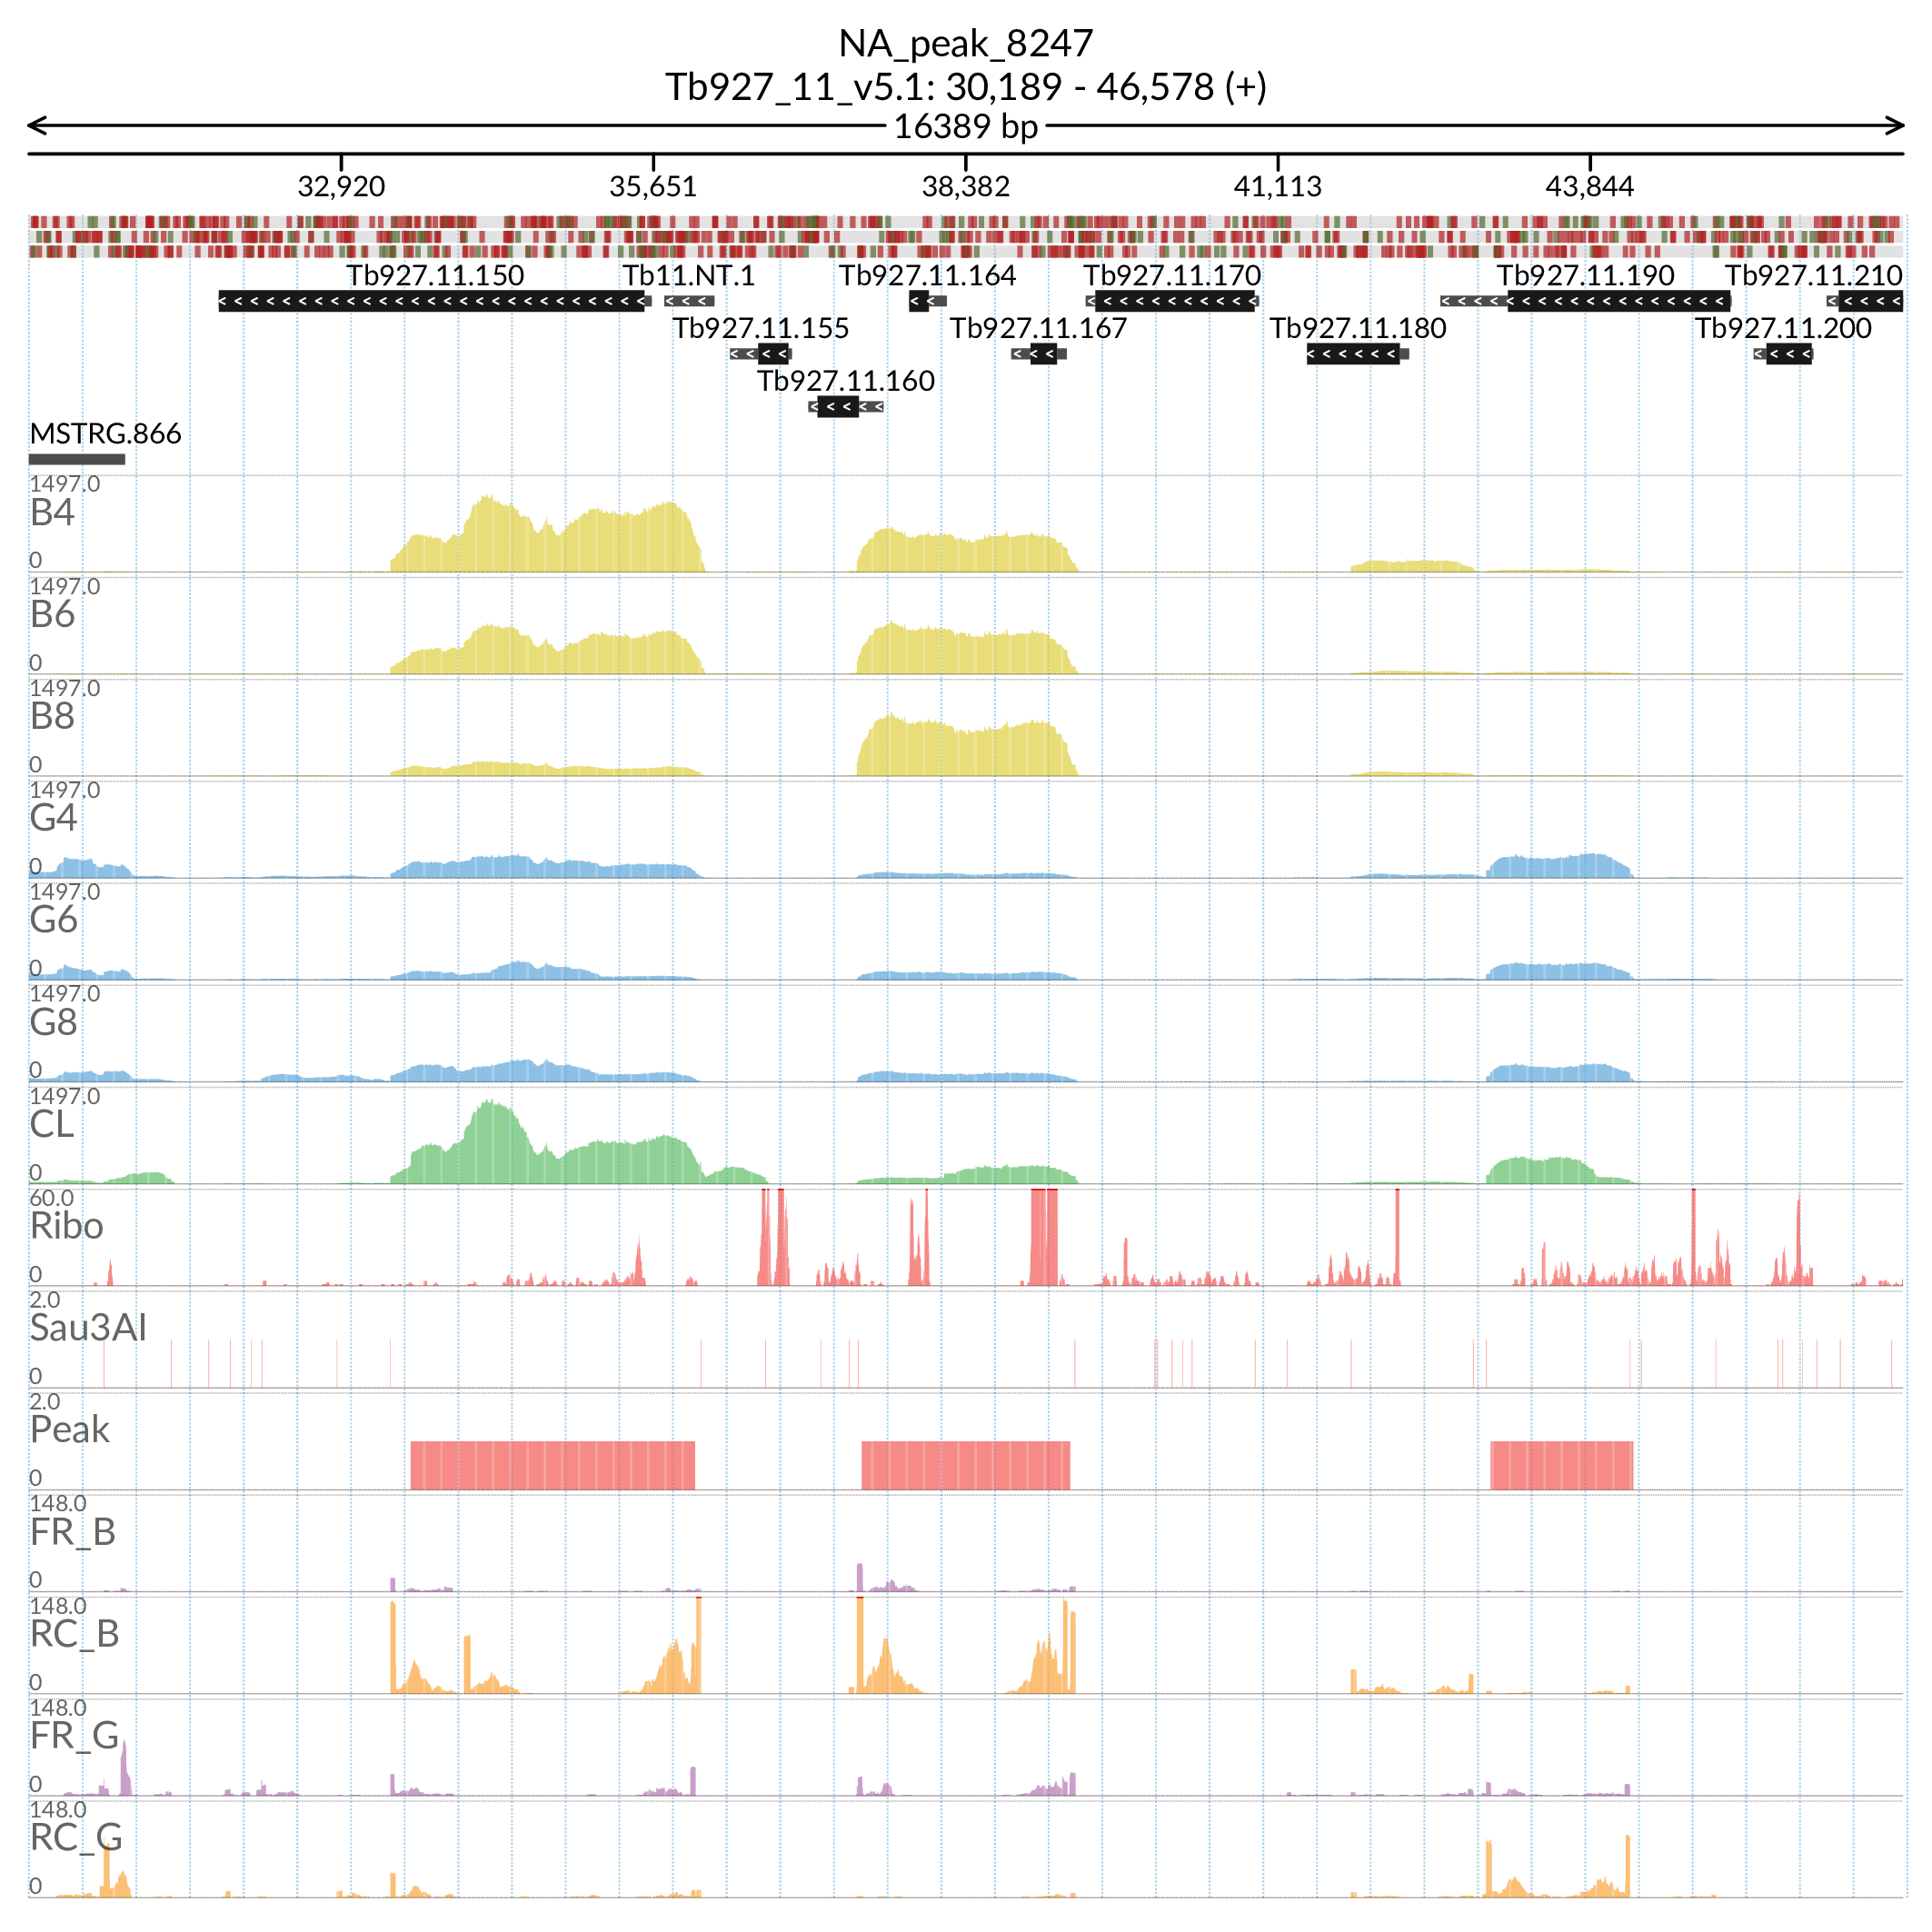 NA_peak_8247
Tb927_11_v5.1: 30,189 - 46,578 (+)
16389 bp
32,920 35,651 38,382 41,113 43,844
Tb927.11.150 Tb11.NT.1 Tb927.11.164 Tb927.11.170 Tb927.11.190 Tb927.11.210
Tb927.11.155 Tb927.11.167 Tb927.11.180 Tb927.11.200
Tb927.11.160
MSTRG.866
1497.0
B4
0
1497.0
B6
0
1497.0
B8
0
1497.0
G4
0
1497.0
G6
0
1497.0
G8
0
1497.0
CL
0
60.0
Ribo
0
2.0
Sau3AI
0
2.0
Peak
0
148.0
FR_B
0
148.0
RC_B
0
148.0
FR_G
0
148.0
RC_G
0